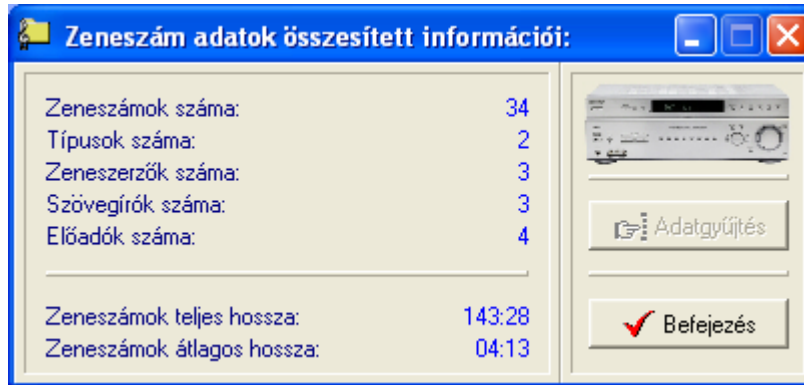 Zeneszám adatok összesített információi:
Zeneszámok száma: 34
Típusok száma: 2
Zeneszerzők száma: 3
Szövegírók száma: 3
Előadók száma: 4
Zeneszámok teljes hossza: 143:28
Zeneszámok átlagos hossza: 04:13
Adatgyűjtés
Befejezés